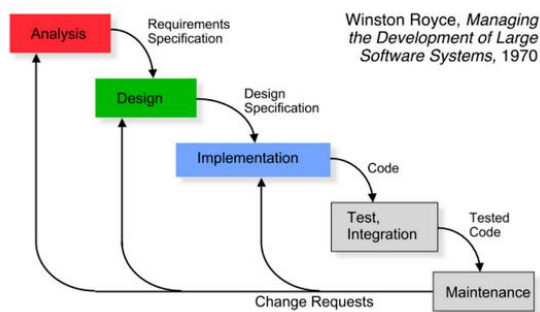 Analysis
Requirements
Specification
Winston Royce, Managing
the Development of Large
Software Systems, 1970
Design
Design
Specification
Implementation
Code
Test,
Integration
Tested
Code
Maintenance
Change Requests